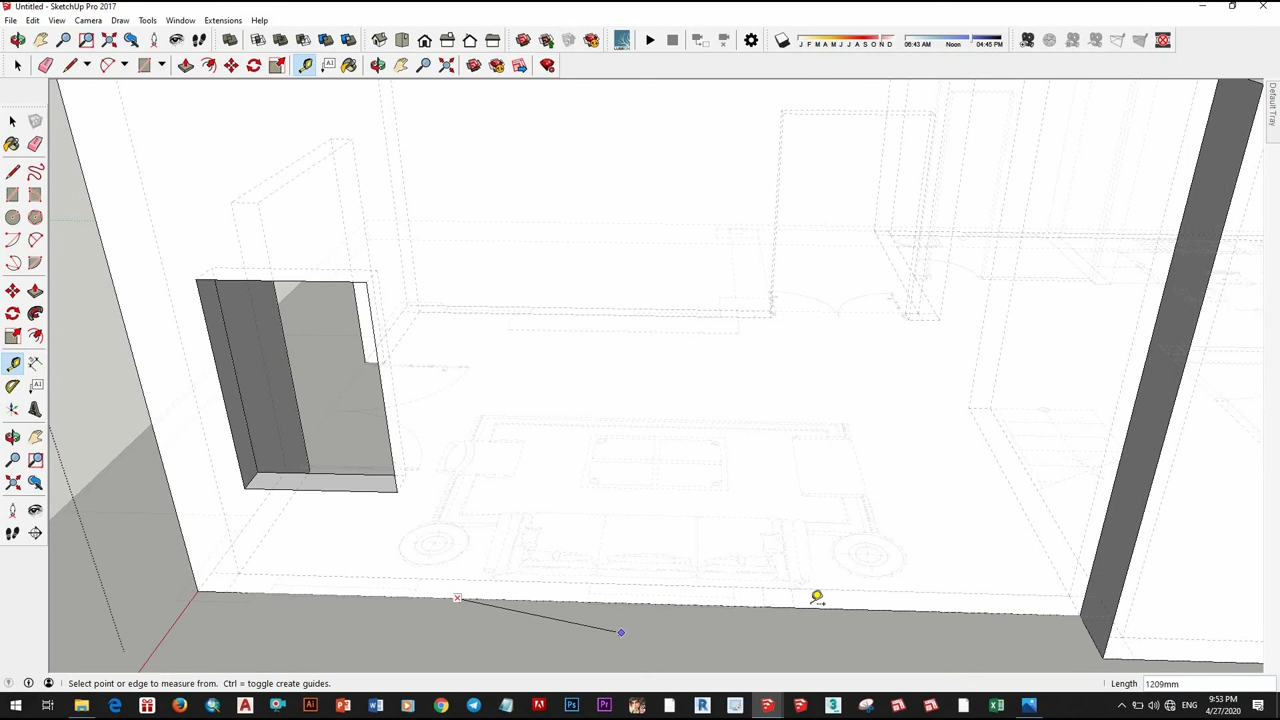 Untitled - SketchUp Pro 2017
File Edit View Camera Draw Tools Window Extensions Help
J F M A M J J A S O N D 06:43 AM Noon 04:45 PM
Default Tray
Select point or edge to measure from. Ctrl = toggle create guides. Length 1209mm
ENG 9:53 PM
4/27/2020